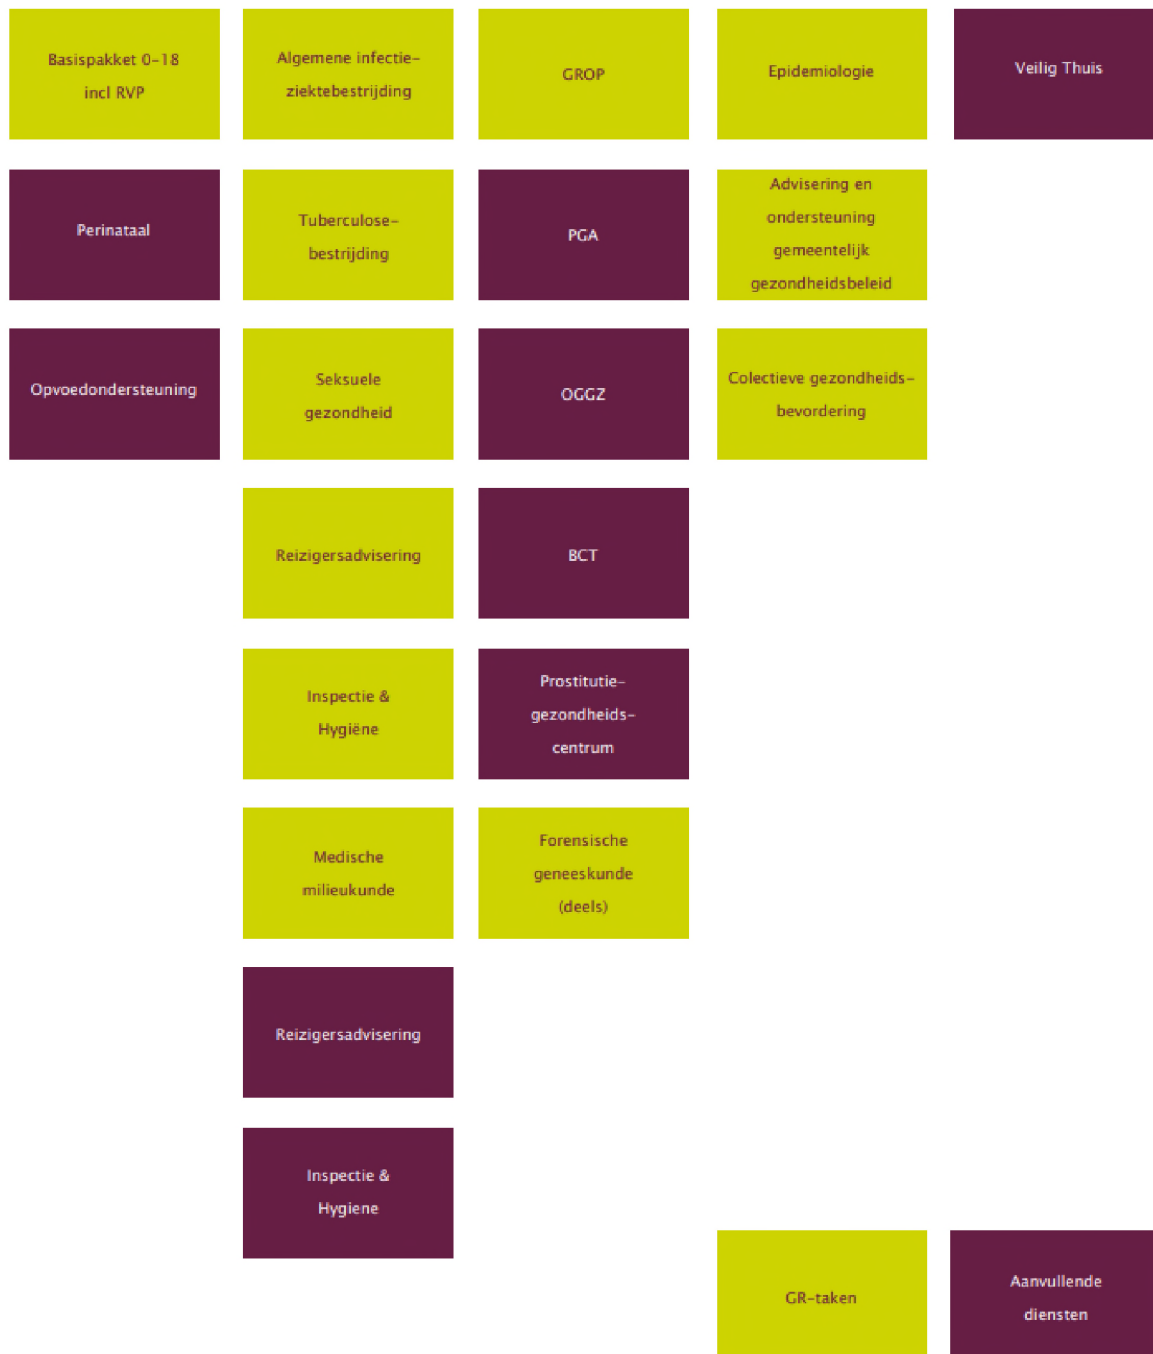 Basispakket 0-18
incl RVP
Algemene infectie-
ziektebestrijding
GROP
Epidemiologie
Veilig Thuis
Perinataal
Tuberculose-
bestrijding
PGA
Advisering en
ondersteuning
gemeentelijk
gezondheidsbeleid
Opvoedondersteuning
Seksuele
gezondheid
OGGZ
Colectieve gezondheids-
bevordering
Reizigersadvisering
BCT
Inspectie &
Hygiëne
Prostitutie-
gezondheids-
centrum
Medische
milieukunde
Forensische
geneeskunde
(deels)
Reizigersadvisering
Inspectie &
Hygiene
GR-taken
Aanvullende
diensten